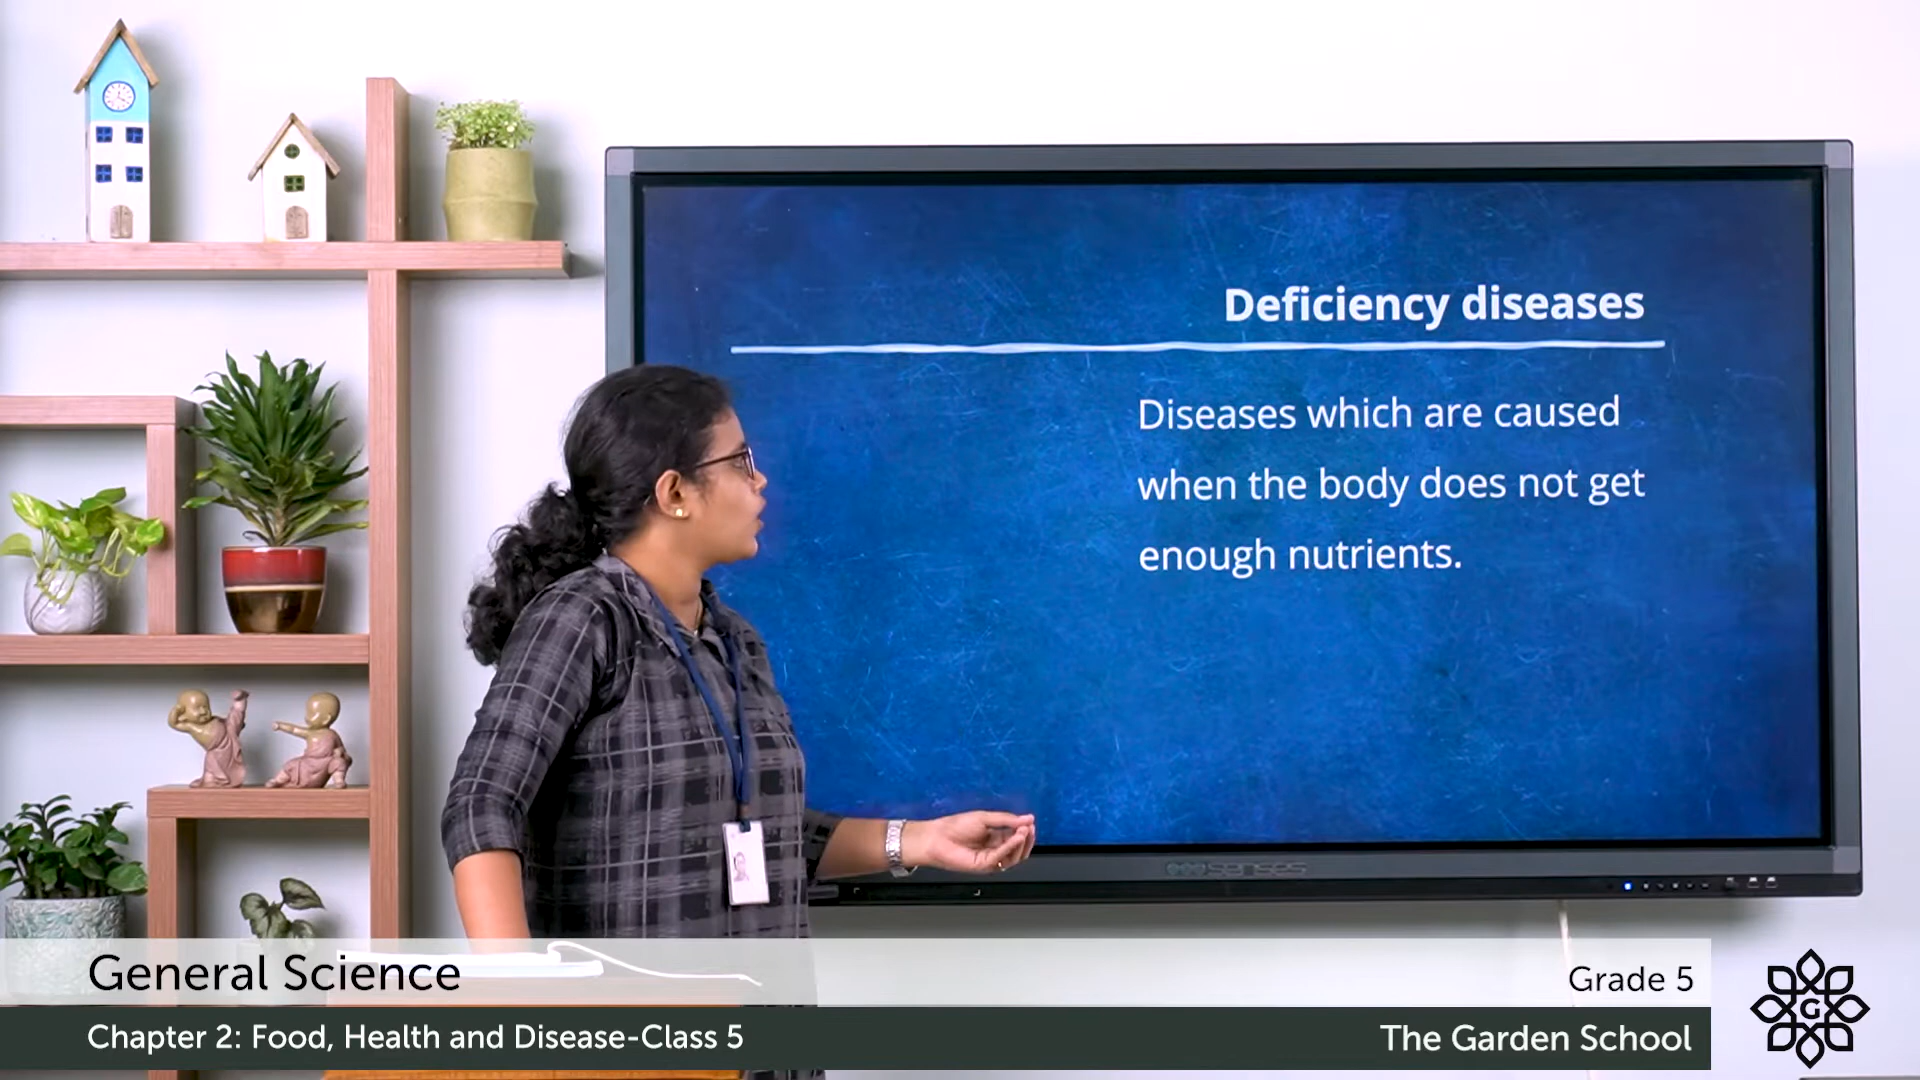 Deficiency diseases
Diseases which are caused
when the body does not get
enough nutrients.
senses
General Science
Grade 5
Chapter 2: Food, Health and Disease-Class 5
The Garden School
G